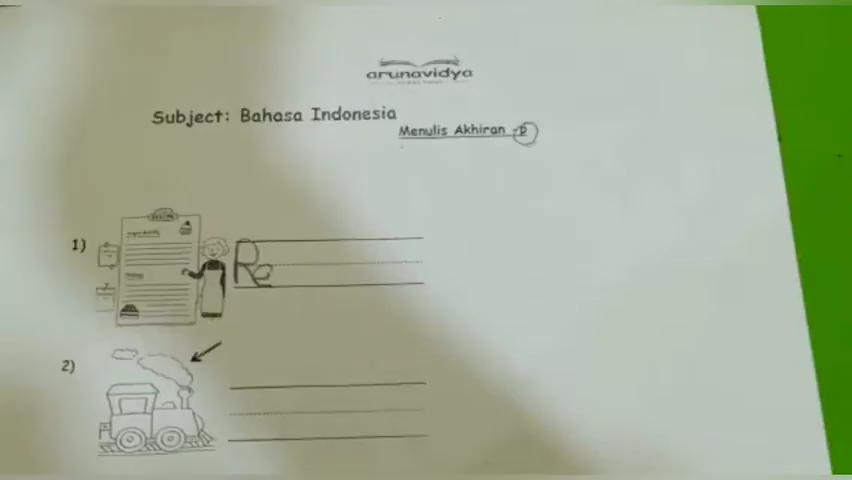 arunavidya
Subject: Bahasa Indonesia
Menulis Akhiran -P
1)
Re
2)